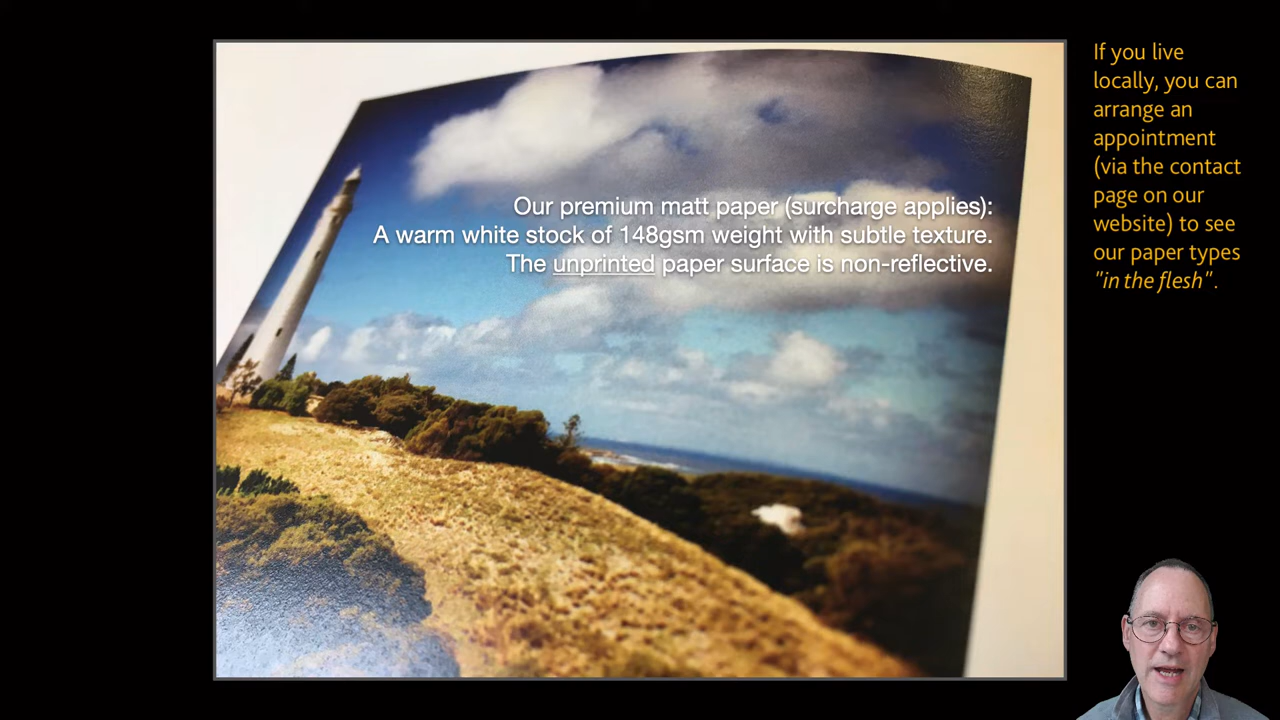 Our premium matt paper (surcharge applies):
A warm white stock of 148gsm weight with subtle texture.
The unprinted paper surface is non-reflective.
If you live
locally, you can
arrange an
appointment
(via the contact
page on our
website) to see
our paper types
"in the flesh".